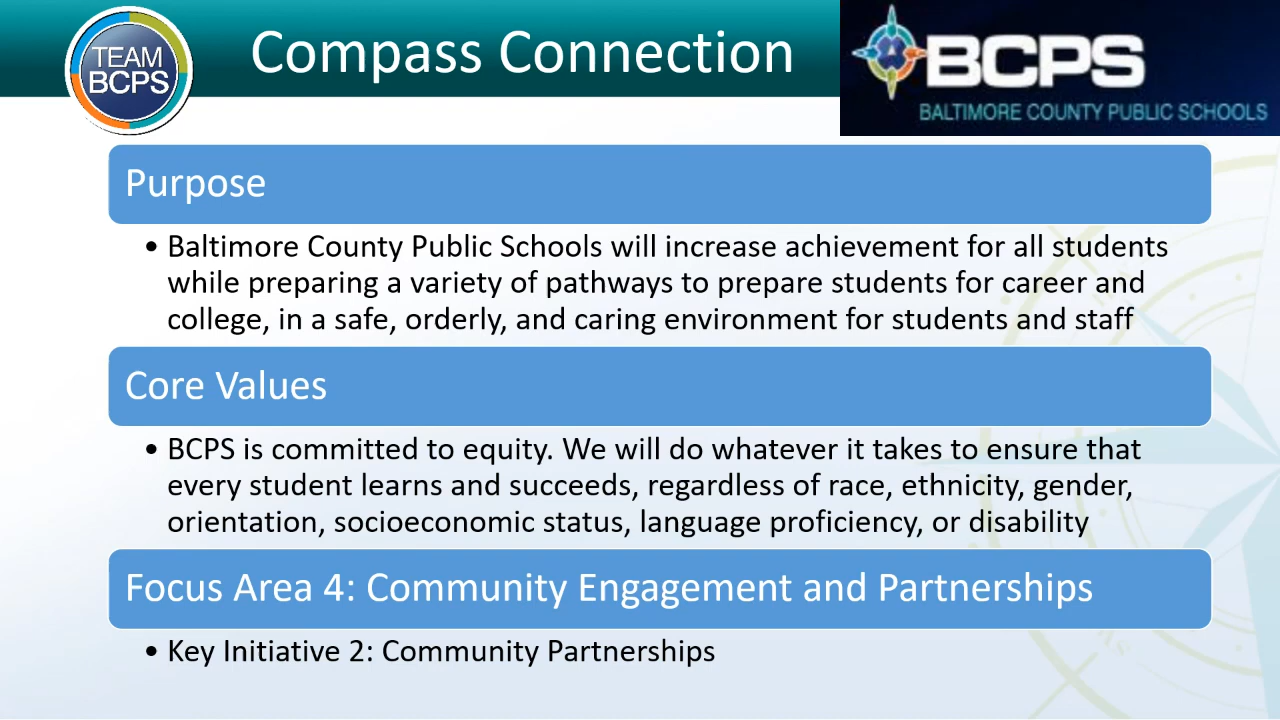 TEAM
BCPS
Compass Connection
BCPS
BALTIMORE COUNTY PUBLIC SCHOOLS
Purpose
• Baltimore County Public Schools will increase achievement for all students
while preparing a variety of pathways to prepare students for career and
college, in a safe, orderly, and caring environment for students and staff
Core Values
• BCPS is committed to equity. We will do whatever it takes to ensure that
every student learns and succeeds, regardless of race, ethnicity, gender,
orientation, socioeconomic status, language proficiency, or disability
Focus Area 4: Community Engagement and Partnerships
• Key Initiative 2: Community Partnerships